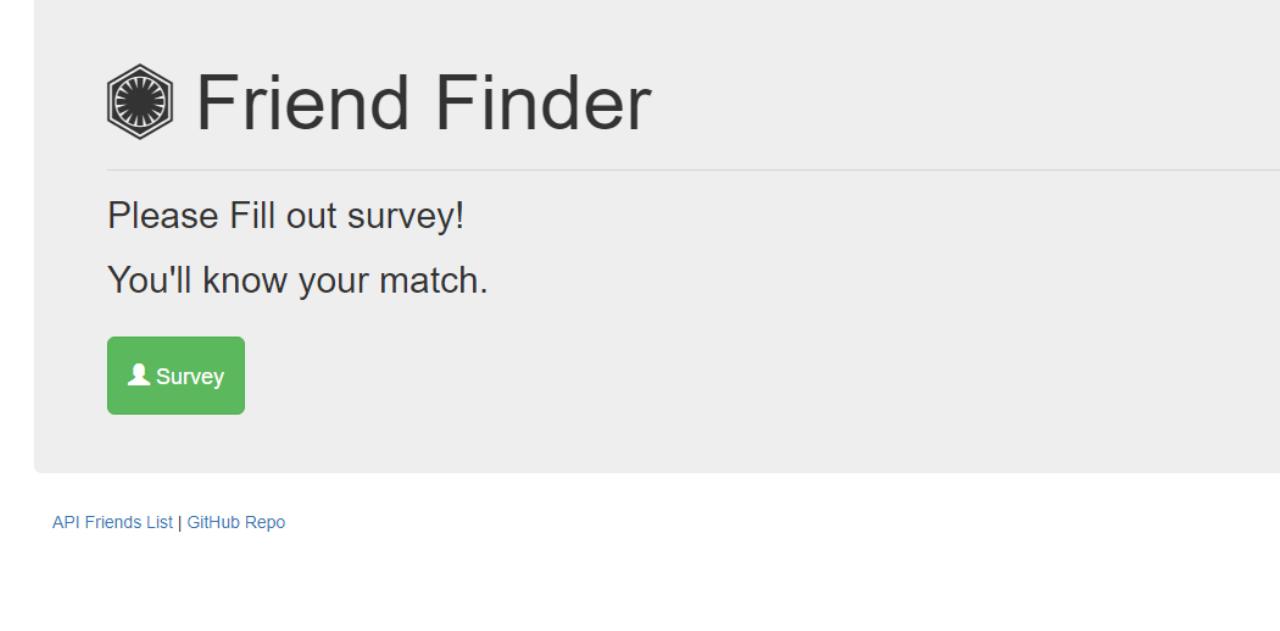 Friend Finder
Please Fill out survey!
You'll know your match.
Survey
API Friends List | GitHub Repo